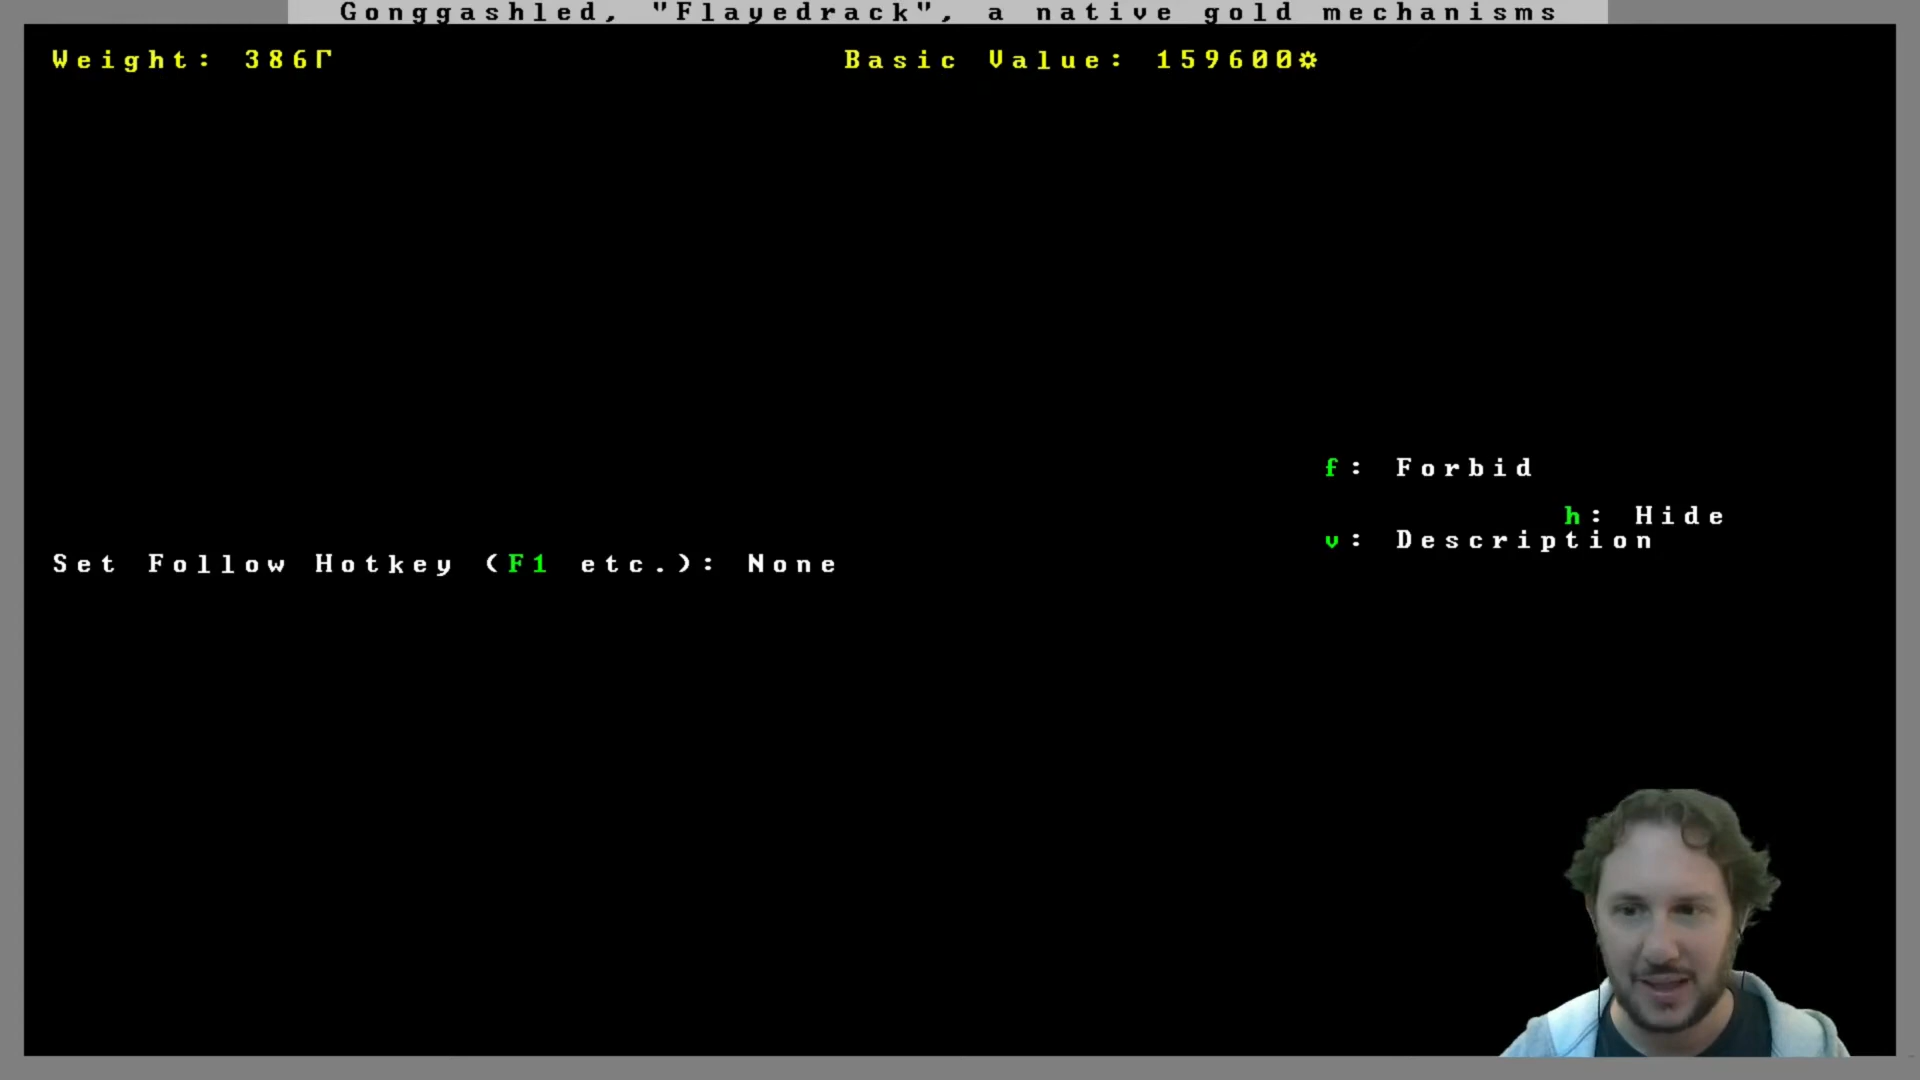 Gonggashled, "Flayedrack", a native gold mechanisms
Weight: 386Γ Basic Value: 159600☼
f: Forbid
h: Hide
v: Description
Set Follow Hotkey (F1 etc.): None